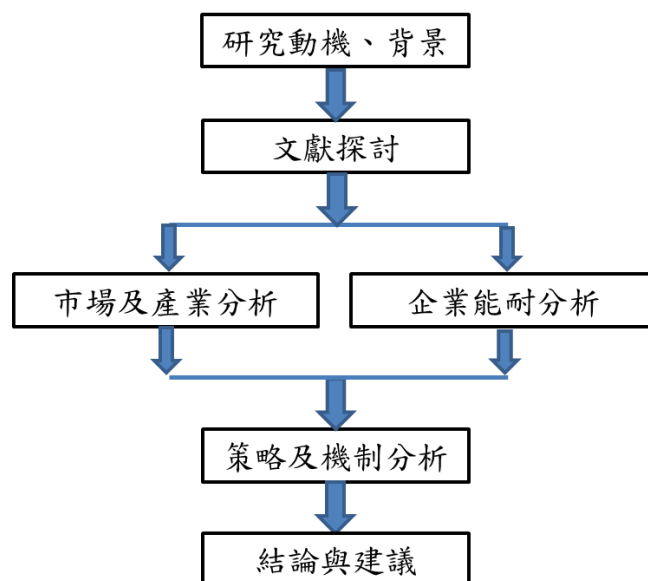 研究動機、背景
文獻探討
市場及產業分析
企業能耐分析
策略及機制分析
結論與建議